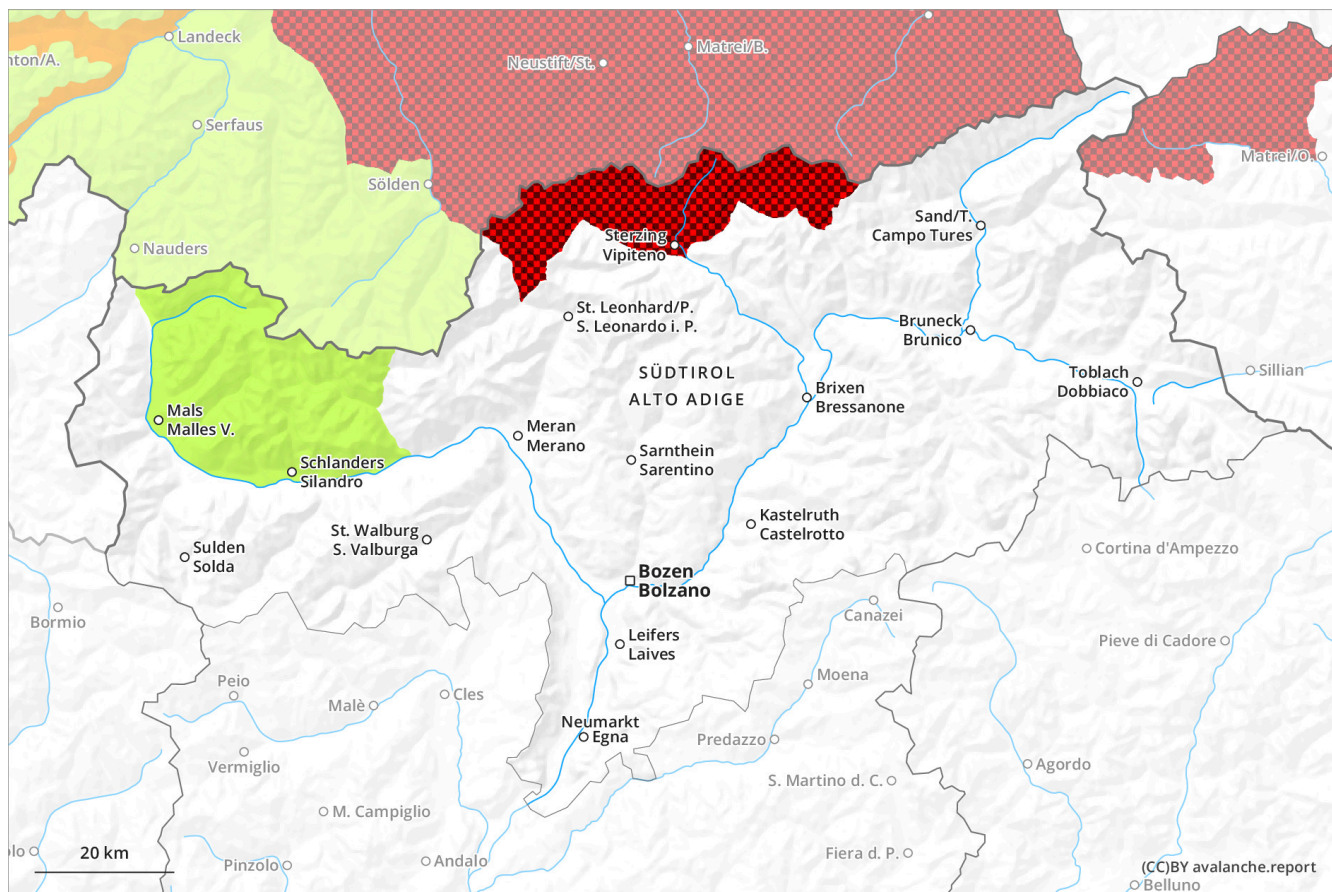 Landeck
Matrei/B.
nton/A.
Neustift/St.
Serfaus
Matrei/O.
Sölden
Sand/T.
Campo Tures
Sterzing
Vipiteno
Nauders
St. Leonhard/P.
S. Leonardo i. P.
Bruneck
Brunico
SÜDTIROL
ALTO ADIGE
Toblach
Dobbiaco
Sillian
Brixen
Bressanone
Mals
Malles V.
Meran
Merano
Sarnthein
Sarentino
Schlanders
Silandro
Kastelruth
Castelrotto
St. Walburg
S. Valburga
Sulden
Solda
Cortina d'Ampezzo
Bozen
Bolzano
Bormio
Canazei
Leifers
Laives
Pieve di Cadore
Peio
Moena
Malè
Cles
Neumarkt
Egna
Predazzo
Vermiglio
Agordo
S. Martino d. C.
M. Campiglio
20 km
olo
Pinzolo
Andalo
Fiera d. P.
(CC)BY avalanche.report
Belluno